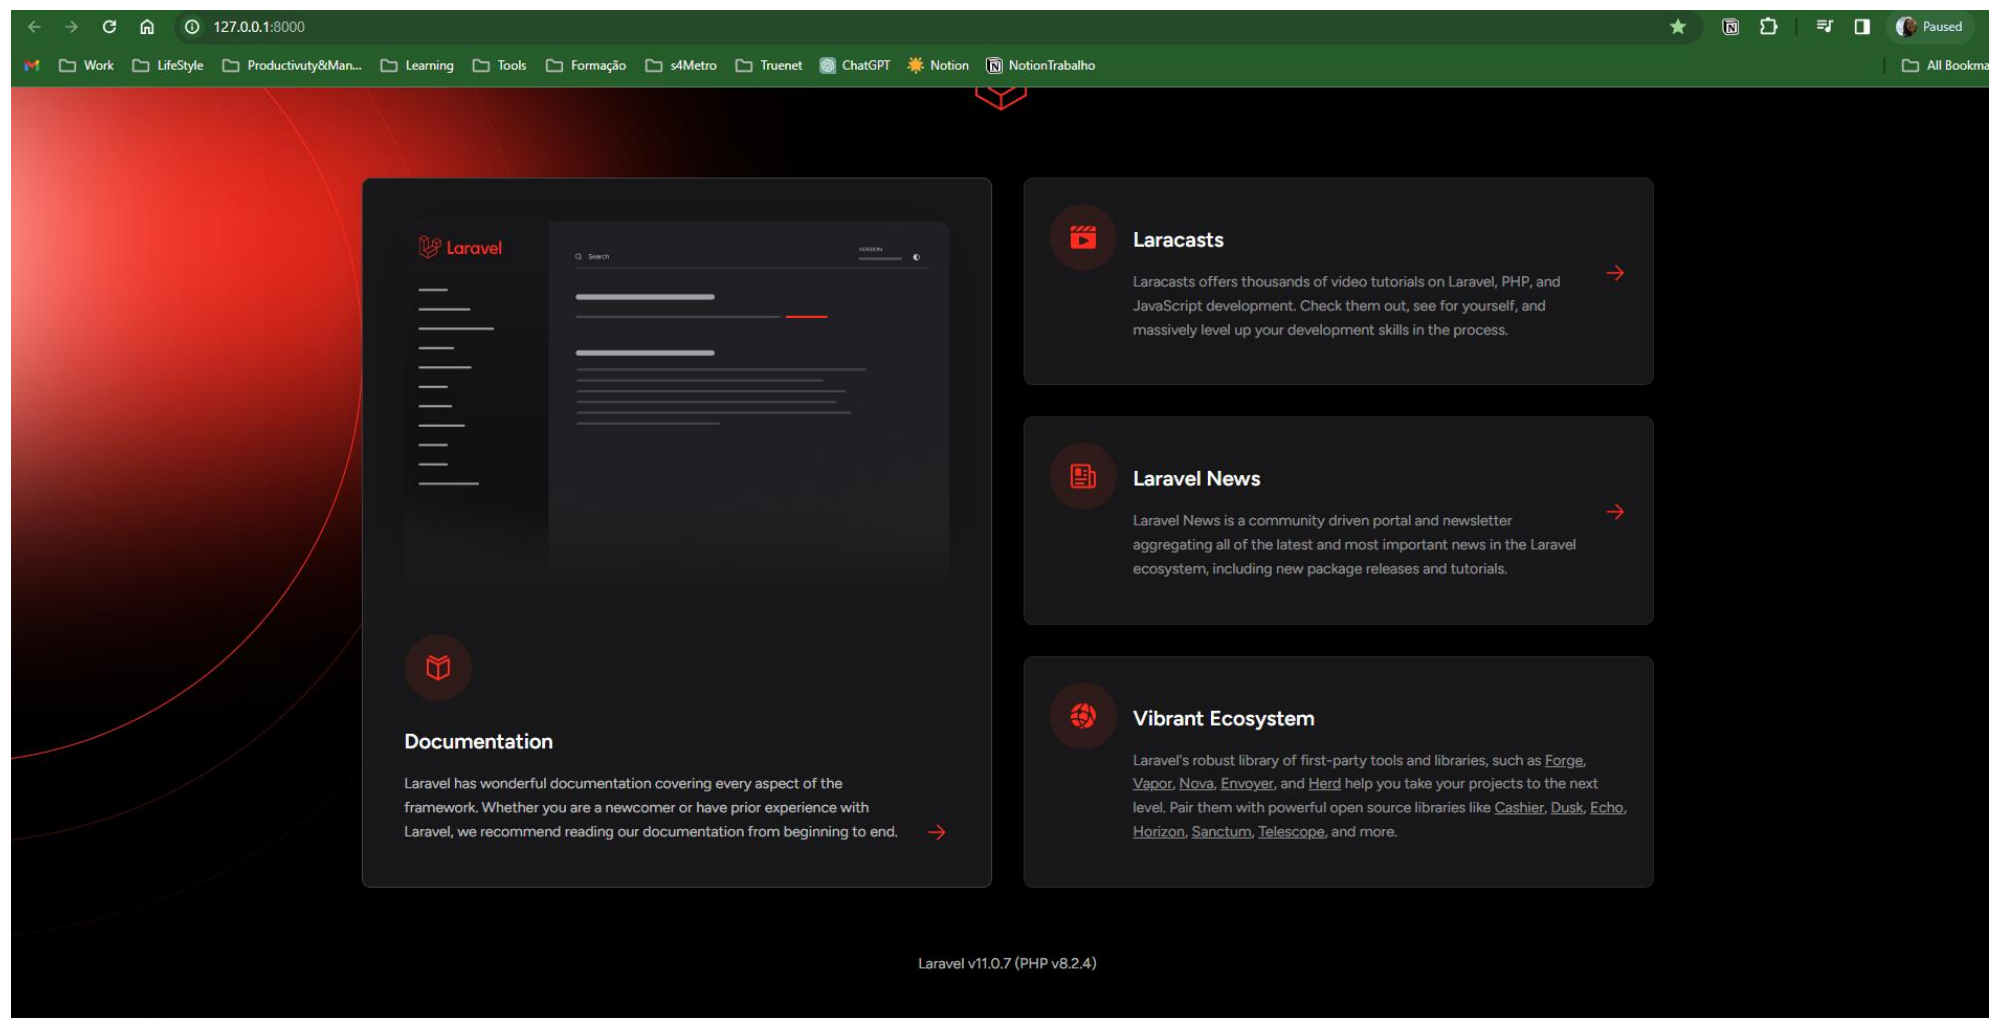 127.0.0.1:8000
Paused
Work
LifeStyle
Productivuty&Man...
Learning
Tools
Formação
s4Metro
Truenet
ChatGPT
Notion
NotionTrabalho
All Bookma
Laravel
Search
VERSION
Documentation
Laravel has wonderful documentation covering every aspect of the
framework. Whether you are a newcomer or have prior experience with
Laravel, we recommend reading our documentation from beginning to end.
Laracasts
Laracasts offers thousands of video tutorials on Laravel, PHP, and
JavaScript development. Check them out, see for yourself, and
massively level up your development skills in the process.
Laravel News
Laravel News is a community driven portal and newsletter
aggregating all of the latest and most important news in the Laravel
ecosystem, including new package releases and tutorials.
Vibrant Ecosystem
Laravel's robust library of first-party tools and libraries, such as Forge,
Vapor, Nova, Envoyer, and Herd help you take your projects to the next
level. Pair them with powerful open source libraries like Cashier, Dusk, Echo,
Horizon, Sanctum, Telescope, and more.
Laravel v11.0.7 (PHP v8.2.4)